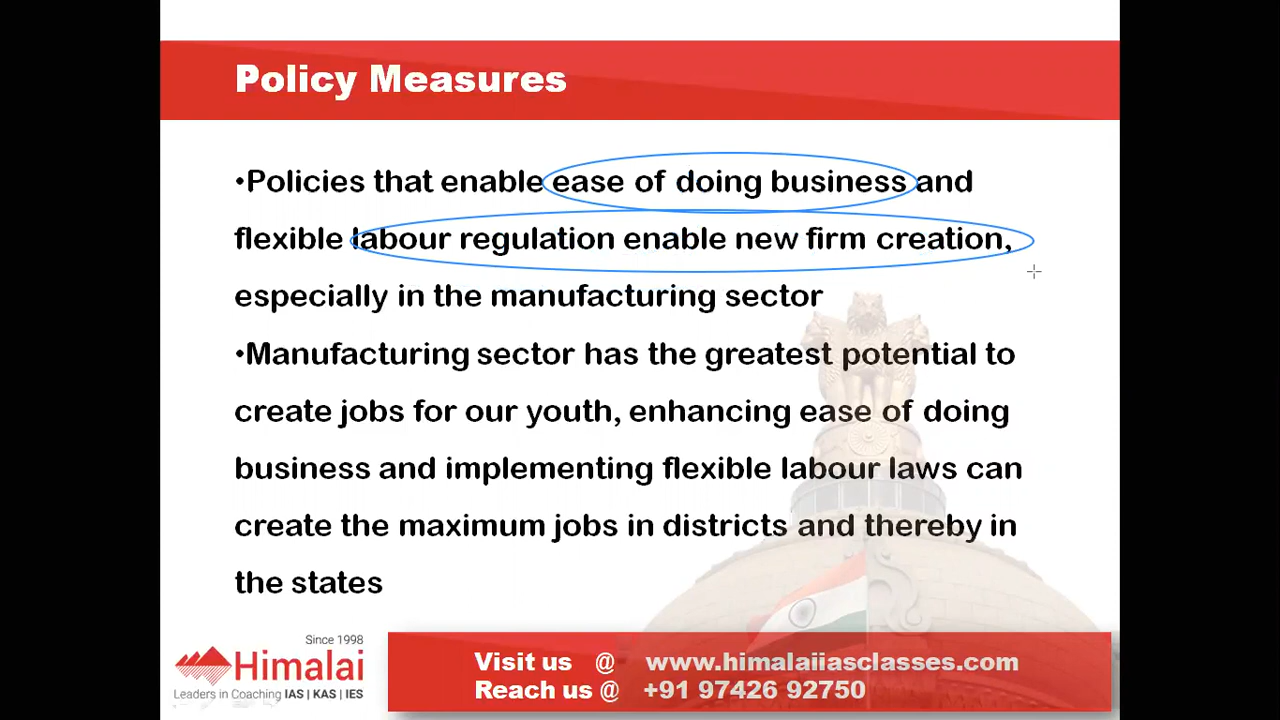 Policy Measures
•Policies that enable ease of doing business and
flexible labour regulation enable new firm creation,
especially in the manufacturing sector
•Manufacturing sector has the greatest potential to
create jobs for our youth, enhancing ease of doing
business and implementing flexible labour laws can
create the maximum jobs in districts and thereby in
the states
Since 1998
Himalai
Leaders in Coaching IAS | KAS | IES
Visit us @ www.himalaiiasclasses.com
Reach us @ +91 97426 92750